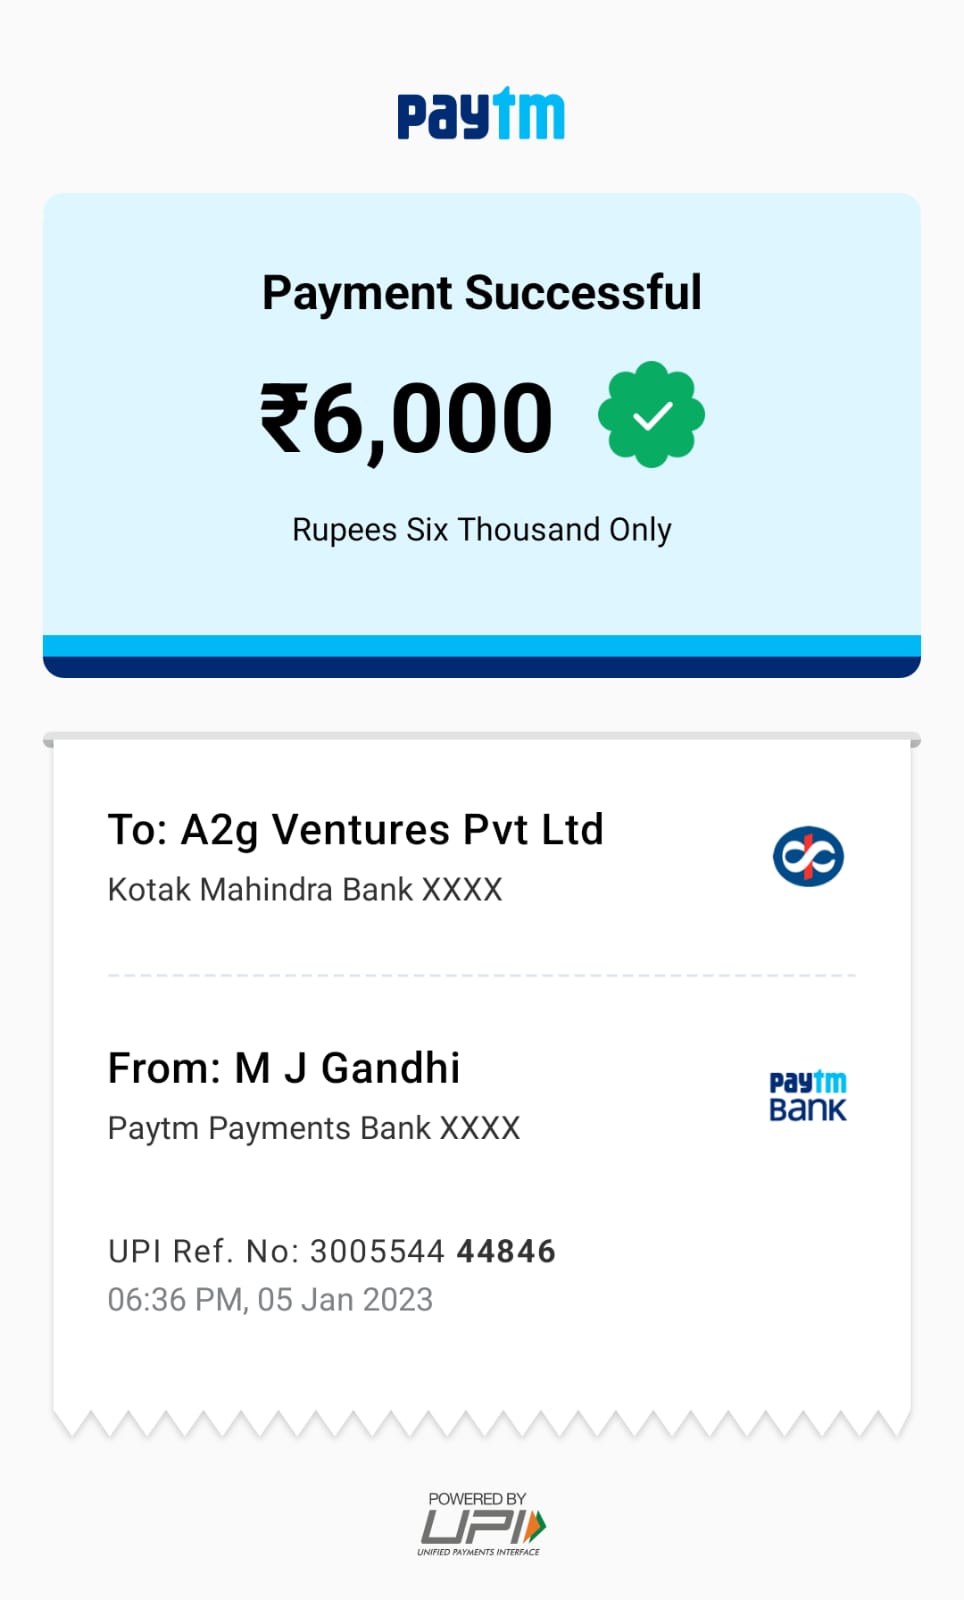 paytm
Payment Successful
₹6,000
Rupees Six Thousand Only
To: A2g Ventures Pvt Ltd
Kotak Mahindra Bank XXXX
From: M J Gandhi
paytm
BANK
Paytm Payments Bank XXXX
UPI Ref. No: 3005544 44846
06:36 PM, 05 Jan 2023
POWERED BY
UPI
UNIFIED PAYMENTS INTERFACE